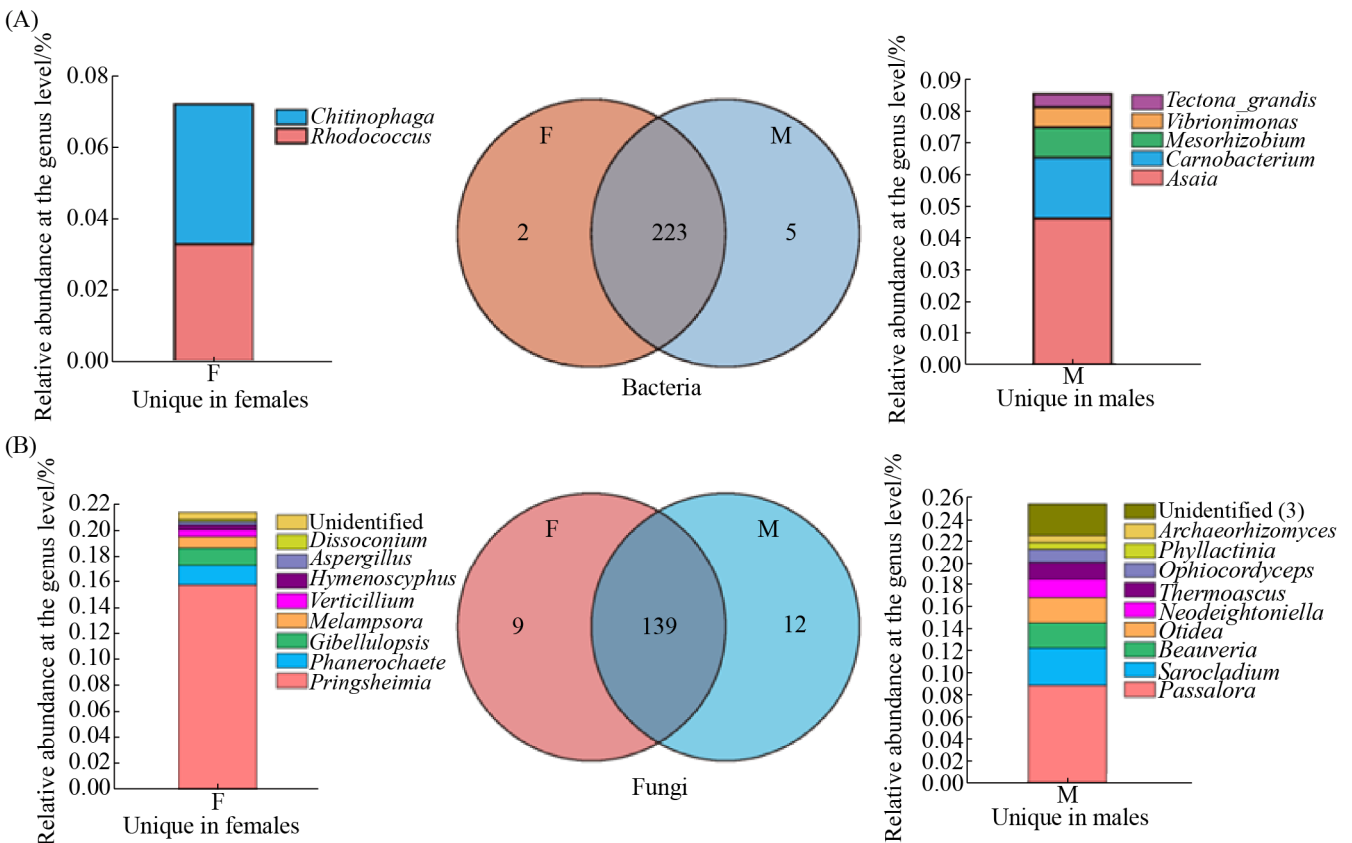 (A)
Relative abundance at the genus level/%
0.08
0.06
0.04
0.02
0.00
F
Unique in females
Chitinophaga
Rhodococcus
F
M
2
223
5
Bacteria
Relative abundance at the genus level/%
0.09
0.08
0.07
0.06
0.05
0.04
0.03
0.02
0.01
0.00
M
Unique in males
Tectona_grandis
Vibrionimonas
Mesorhizobium
Carnobacterium
Asaia
(B)
Relative abundance at the genus level/%
0.22
0.20
0.18
0.16
0.14
0.12
0.10
0.08
0.06
0.04
0.02
0.00
F
Unique in females
Unidentified
Dissoconium
Aspergillus
Hymenoscyphus
Verticillium
Melampsora
Gibellulopsis
Phanerochaete
Pringsheimia
F
M
9
139
12
Fungi
Relative abundance at the genus level/%
0.26
0.24
0.22
0.20
0.18
0.16
0.14
0.12
0.10
0.08
0.06
0.04
0.02
0.00
M
Unique in males
Unidentified (3)
Archaeorhizomyces
Phyllactinia
Ophiocordyceps
Thermoascus
Neodeightoniella
Otidea
Beauveria
Sarocladium
Passalora